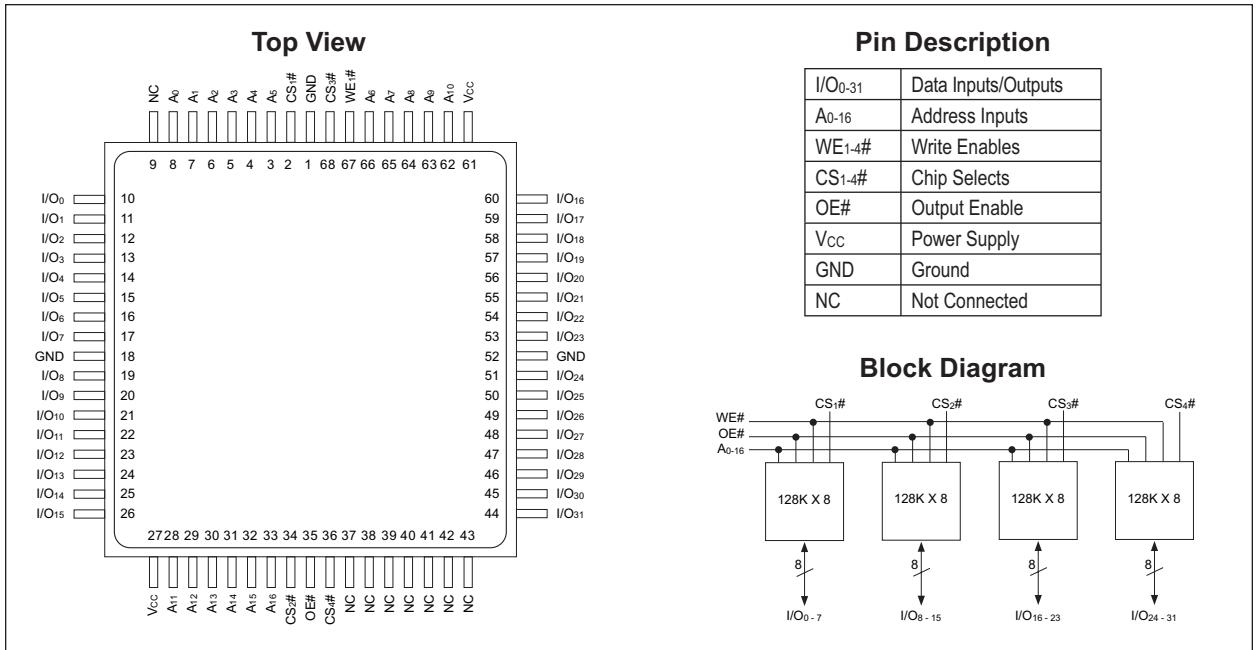 Top View
NC A0 A1 A2 A3 A4 A5 CS1# GND CS3# WE1# A6 A7 A8 A9 A10 VCC
9 8 7 6 5 4 3 2 1 68 67 66 65 64 63 62 61
I/O0 10
I/O1 11
I/O2 12
I/O3 13
I/O4 14
I/O5 15
I/O6 16
I/O7 17
GND 18
I/O8 19
I/O9 20
I/O10 21
I/O11 22
I/O12 23
I/O13 24
I/O14 25
I/O15 26
60 I/O16
59 I/O17
58 I/O18
57 I/O19
56 I/O20
55 I/O21
54 I/O22
53 I/O23
52 GND
51 I/O24
50 I/O25
49 I/O26
48 I/O27
47 I/O28
46 I/O29
45 I/O30
44 I/O31
27 28 29 30 31 32 33 34 35 36 37 38 39 40 41 42 43
VCC A11 A12 A13 A14 A15 A16 CS2# OE# CS4# NC NC NC NC NC NC NC
Pin Description
I/O0-31 Data Inputs/Outputs
A0-16 Address Inputs
WE1-4# Write Enables
CS1-4# Chip Selects
OE# Output Enable
VCC Power Supply
GND Ground
NC Not Connected
Block Diagram
CS1# CS2# CS3# CS4#
WE#
OE#
A0-16
128K X 8 128K X 8 128K X 8 128K X 8
8 8 8 8
I/O0 - 7 I/O8 - 15 I/O16 - 23 I/O24 - 31